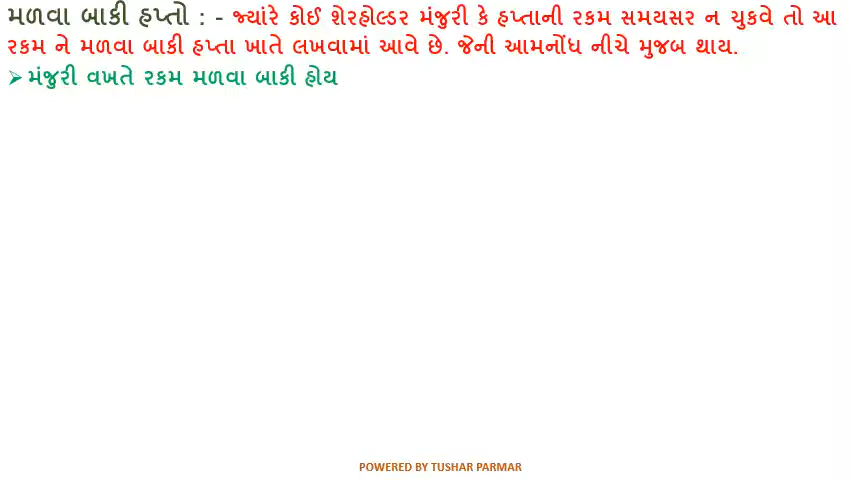 મળવા બાકી હપ્તો : - જ્યાંરે કોઈ શેરહોલ્ડર મંજુરી કે હપ્તાની રકમ સમયસર ન ચુકવે તો આ
રકમ ને મળવા બાકી હપ્તા ખાતે લખવામાં આવે છે. જેની આમનોંધ નીચે મુજબ થાય.
➢ મંજુરી વખતે રકમ મળવા બાકી હોય
POWERED BY TUSHAR PARMAR